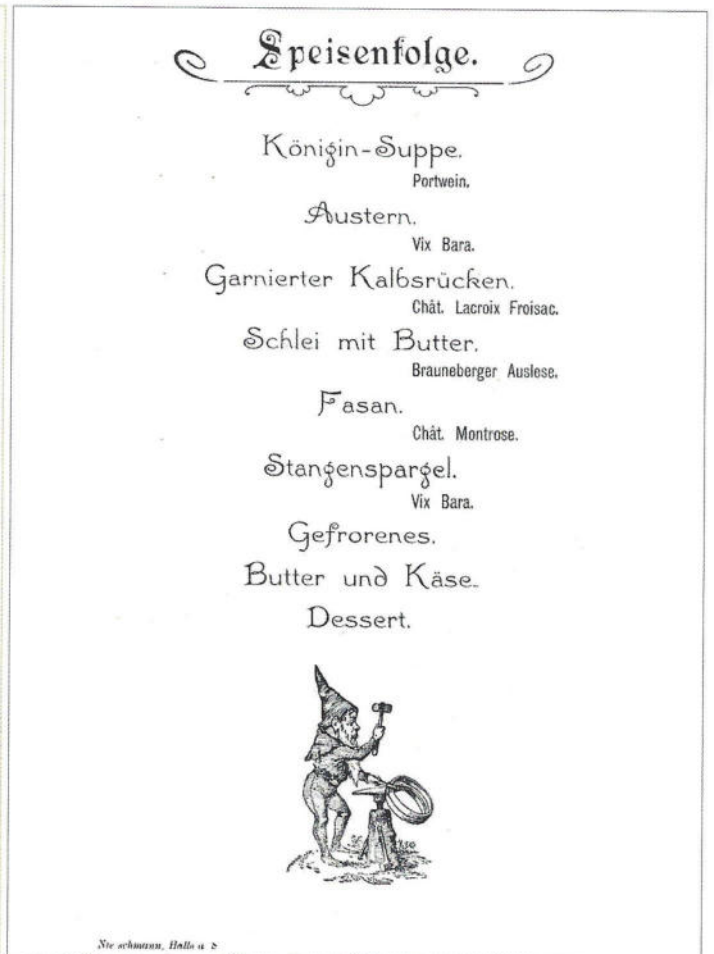 Speisenfolge.
Königin-Suppe.
Portwein.
Austern.
Vix Bara.
Garnierter Kalbsrücken.
Chât. Lacroix Froisac.
Schlei mit Butter.
Brauneberger Auslese.
Fasan.
Chât. Montrose.
Stangenspargel.
Vix Bara.
Gefrorenes.
Butter und Käse.
Dessert.
Halle a